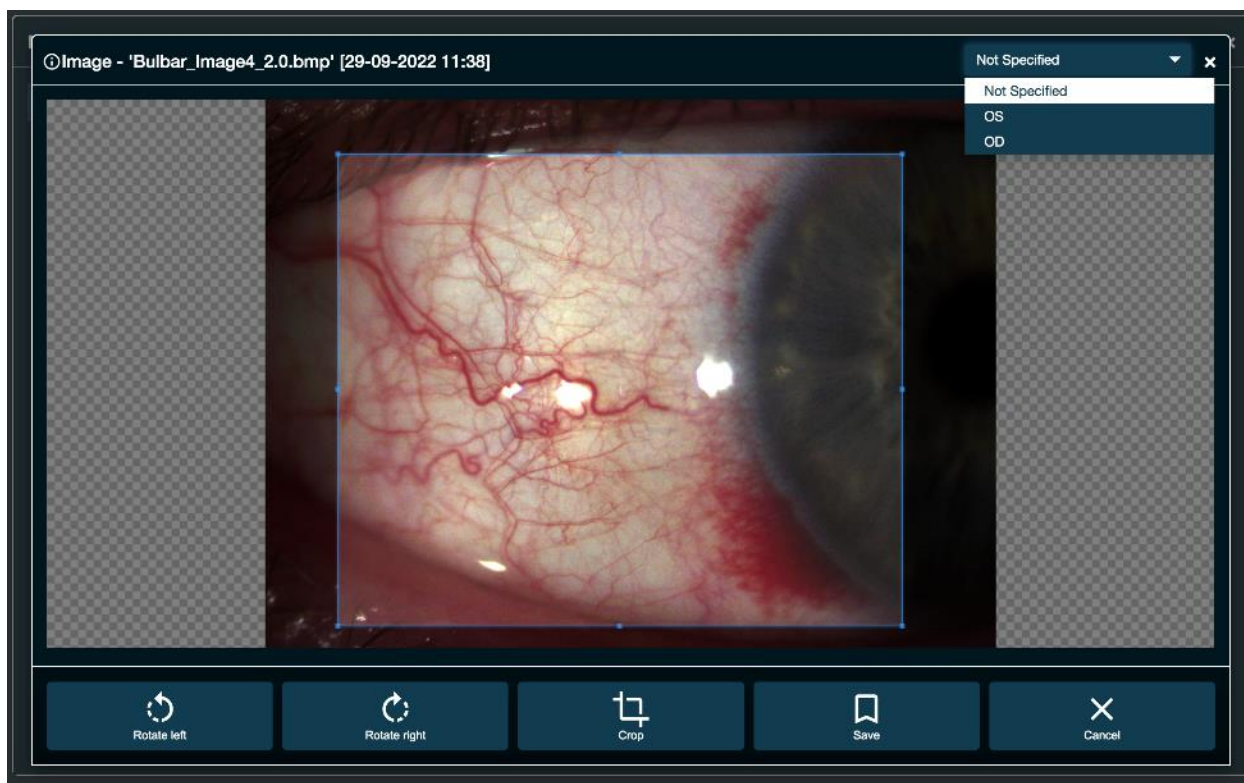 Image - 'Bulbar_Image4_2.0.bmp' [29-09-2022 11:38]
Not Specified
Not Specified
OS
OD
Rotate left
Rotate right
Crop
Save
Cancel